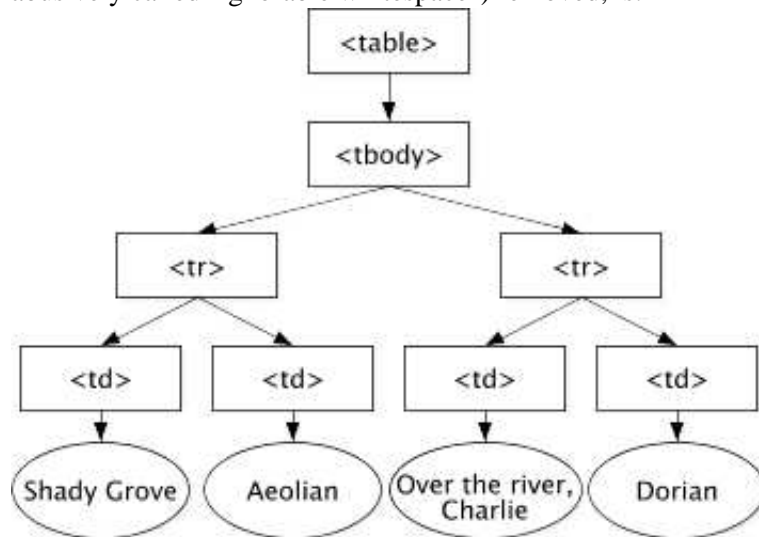 <table>
<tbody>
<tr> <tr>
<td> <td> <td> <td>
Shady Grove Aeolian Over the river, Charlie Dorian